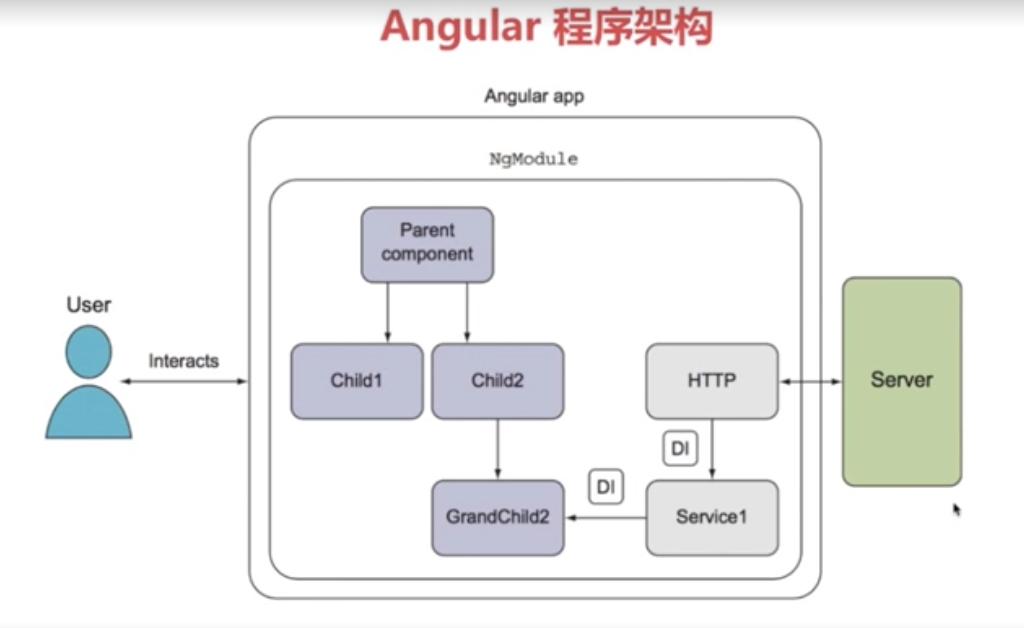 Angular 程序架构
Angular app
NgModule
Parent
component
User
Interacts
Child1
Child2
HTTP
Server
DI
DI
GrandChild2
Service1